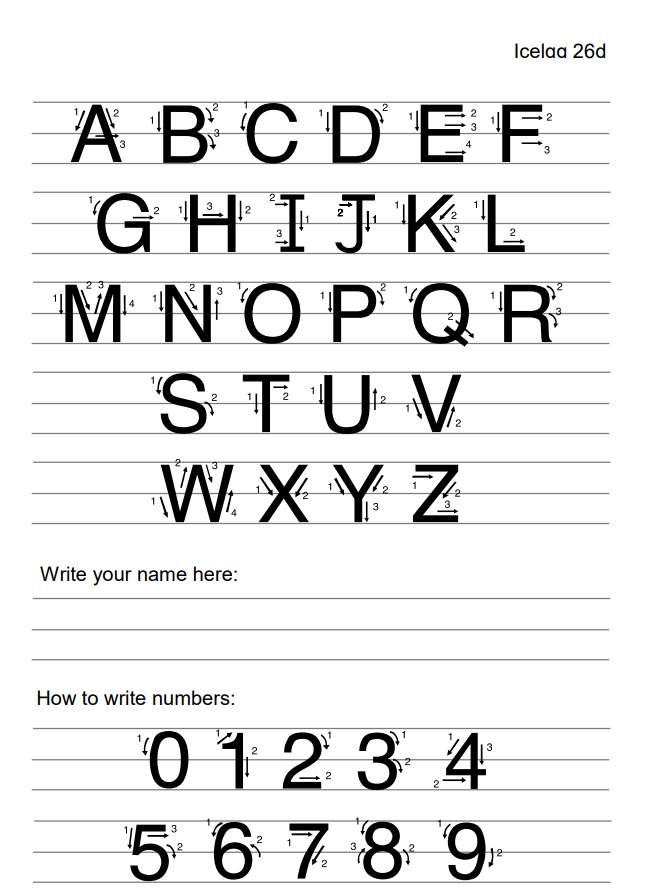 Icelaa 26d
A B C D E F
G H I J K L
M N O P Q R
S T U V
W X Y Z
Write your name here:
How to write numbers:
0 1 2 3 4
5 6 7 8 9